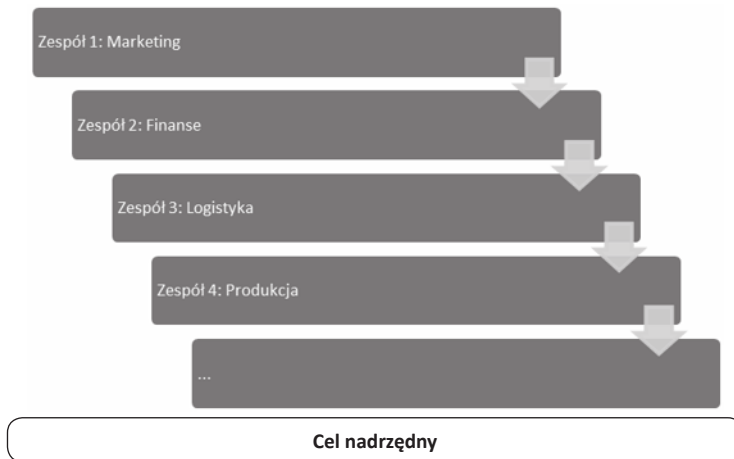 Zespół 1: Marketing
Zespół 2: Finanse
Zespół 3: Logistyka
Zespół 4: Produkcja
...
Cel nadrzędny